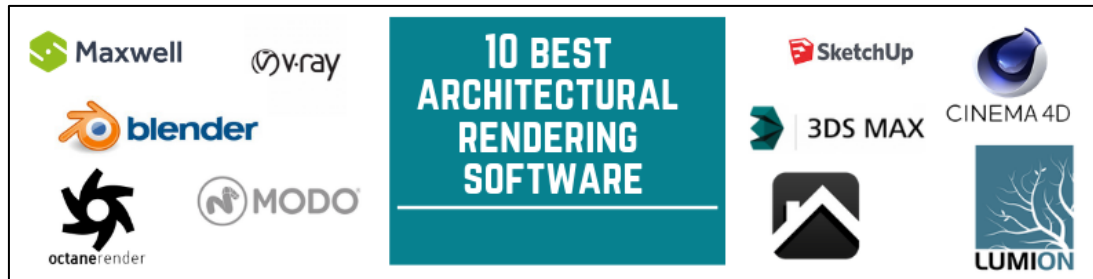 Maxwell
v·ray
blender
octanerender
MODO
10 BEST
ARCHITECTURAL
RENDERING
SOFTWARE
SketchUp
CINEMA 4D
3DS MAX
LUMION